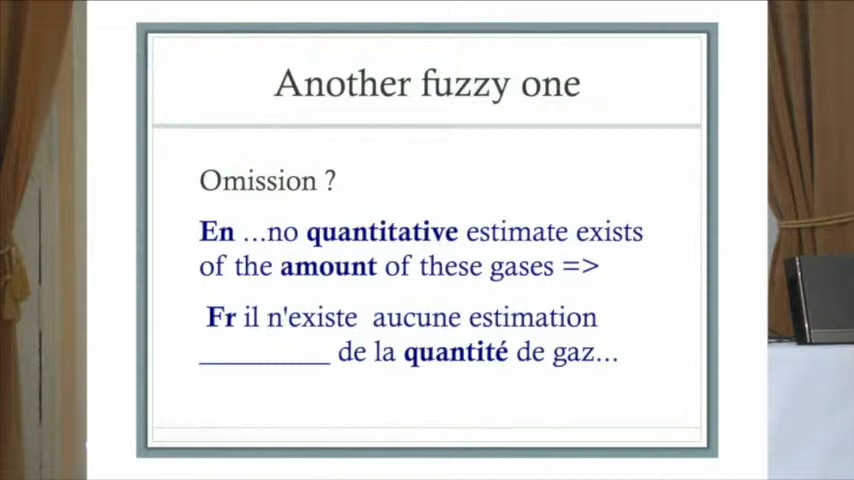 Another fuzzy one
Omission ?
En ...no quantitative estimate exists
of the amount of these gases =>
Fr il n'existe aucune estimation
_________ de la quantité de gaz...